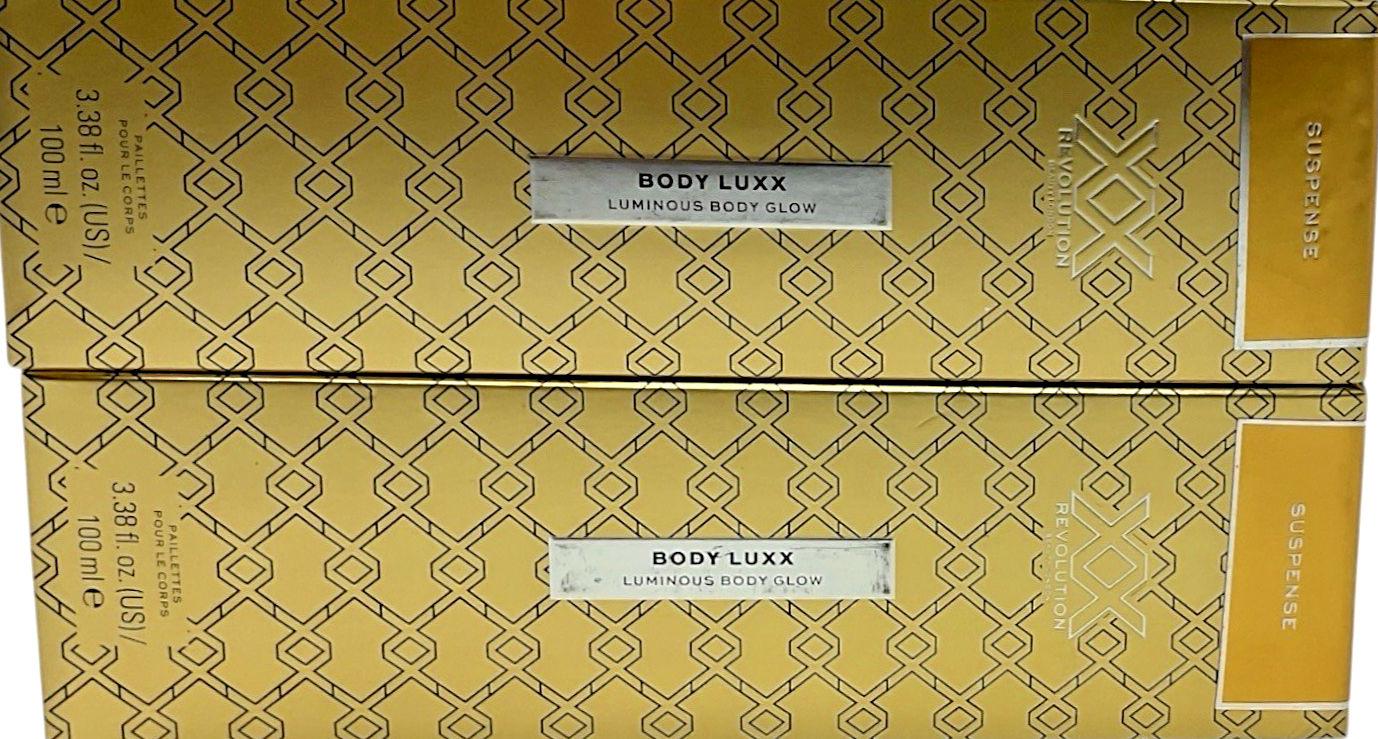 SUSPENSE
XX
REVOLUTION
BODY LUXX
LUMINOUS BODY GLOW
PAILLETTES
POUR LE CORPS
3.38 fl. oz. (US) /
100 ml e
SUSPENSE
XX
REVOLUTION
BODY LUXX
LUMINOUS BODY GLOW
PAILLETTES
POUR LE CORPS
3.38 fl. oz. (US) /
100 ml e